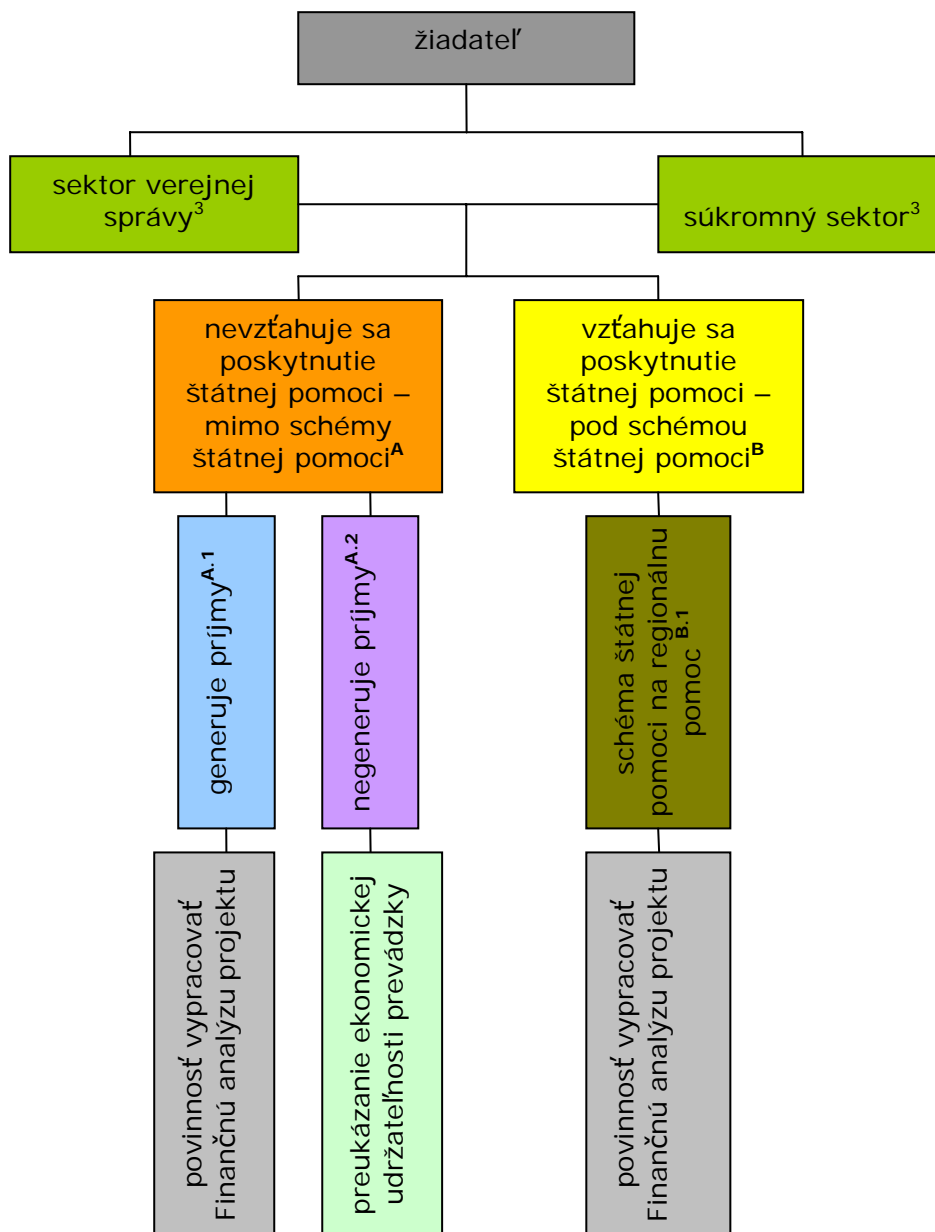 žiadateľ
sektor verejnej
správy³
súkromný sektor³
nevzťahuje sa
poskytnutie
štátnej pomoci –
mimo schémy
štátnej pomociᴬ
vzťahuje sa
poskytnutie
štátnej pomoci –
pod schémou
štátnej pomociᴮ
generuje príjmy A.1
negeneruje príjmy A.2
schéma štátnej
pomoci na regionálnu
pomoc B.1
povinnosť vypracovať
Finančnú analýzu projektu
preukázanie ekonomickej
udržateľnosti prevádzky
povinnosť vypracovať
Finančnú analýzu projektu